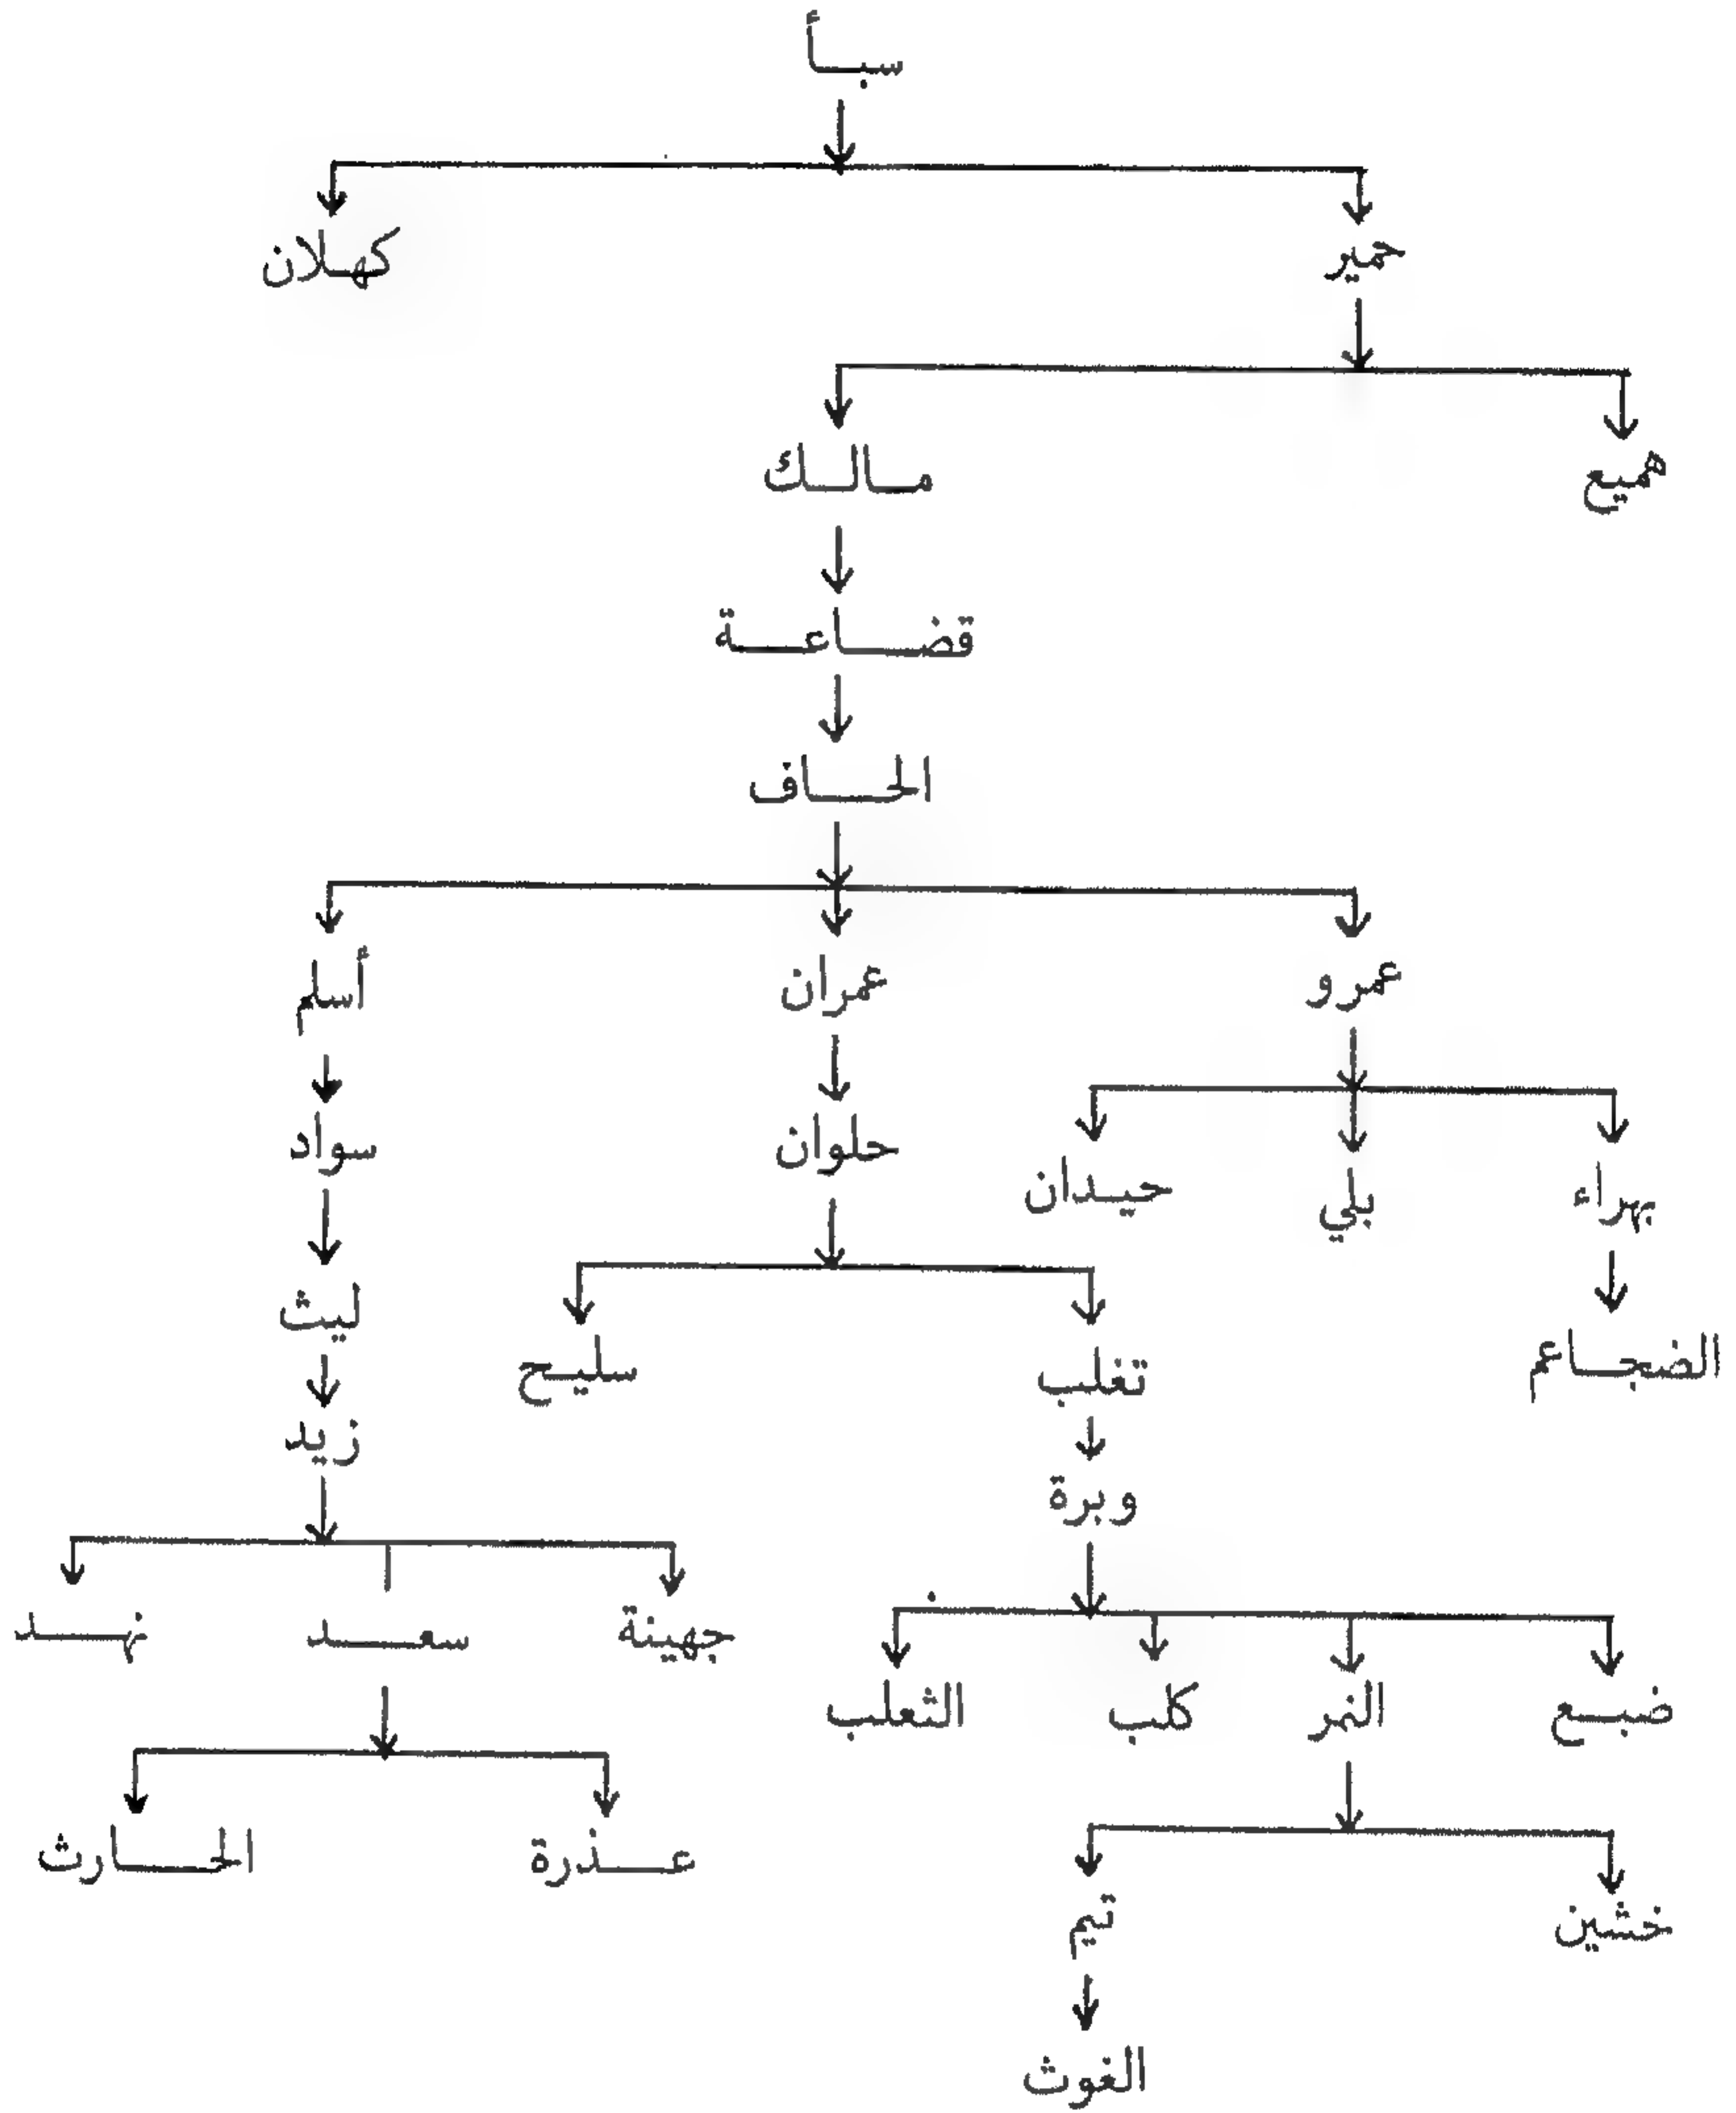 سبأ
حمير كهلان
هميع مالك
قضاعة
الحاف
عمرو عمران أسلم
بهراء بلي حيدان حلوان سواد
الضجاعم تغلب سليح ليث
زيد
وبرة
جهينة سعد نهد
ضبع النمر كلب الثعلب
عذرة الحارث
خشين تيم
الغوث